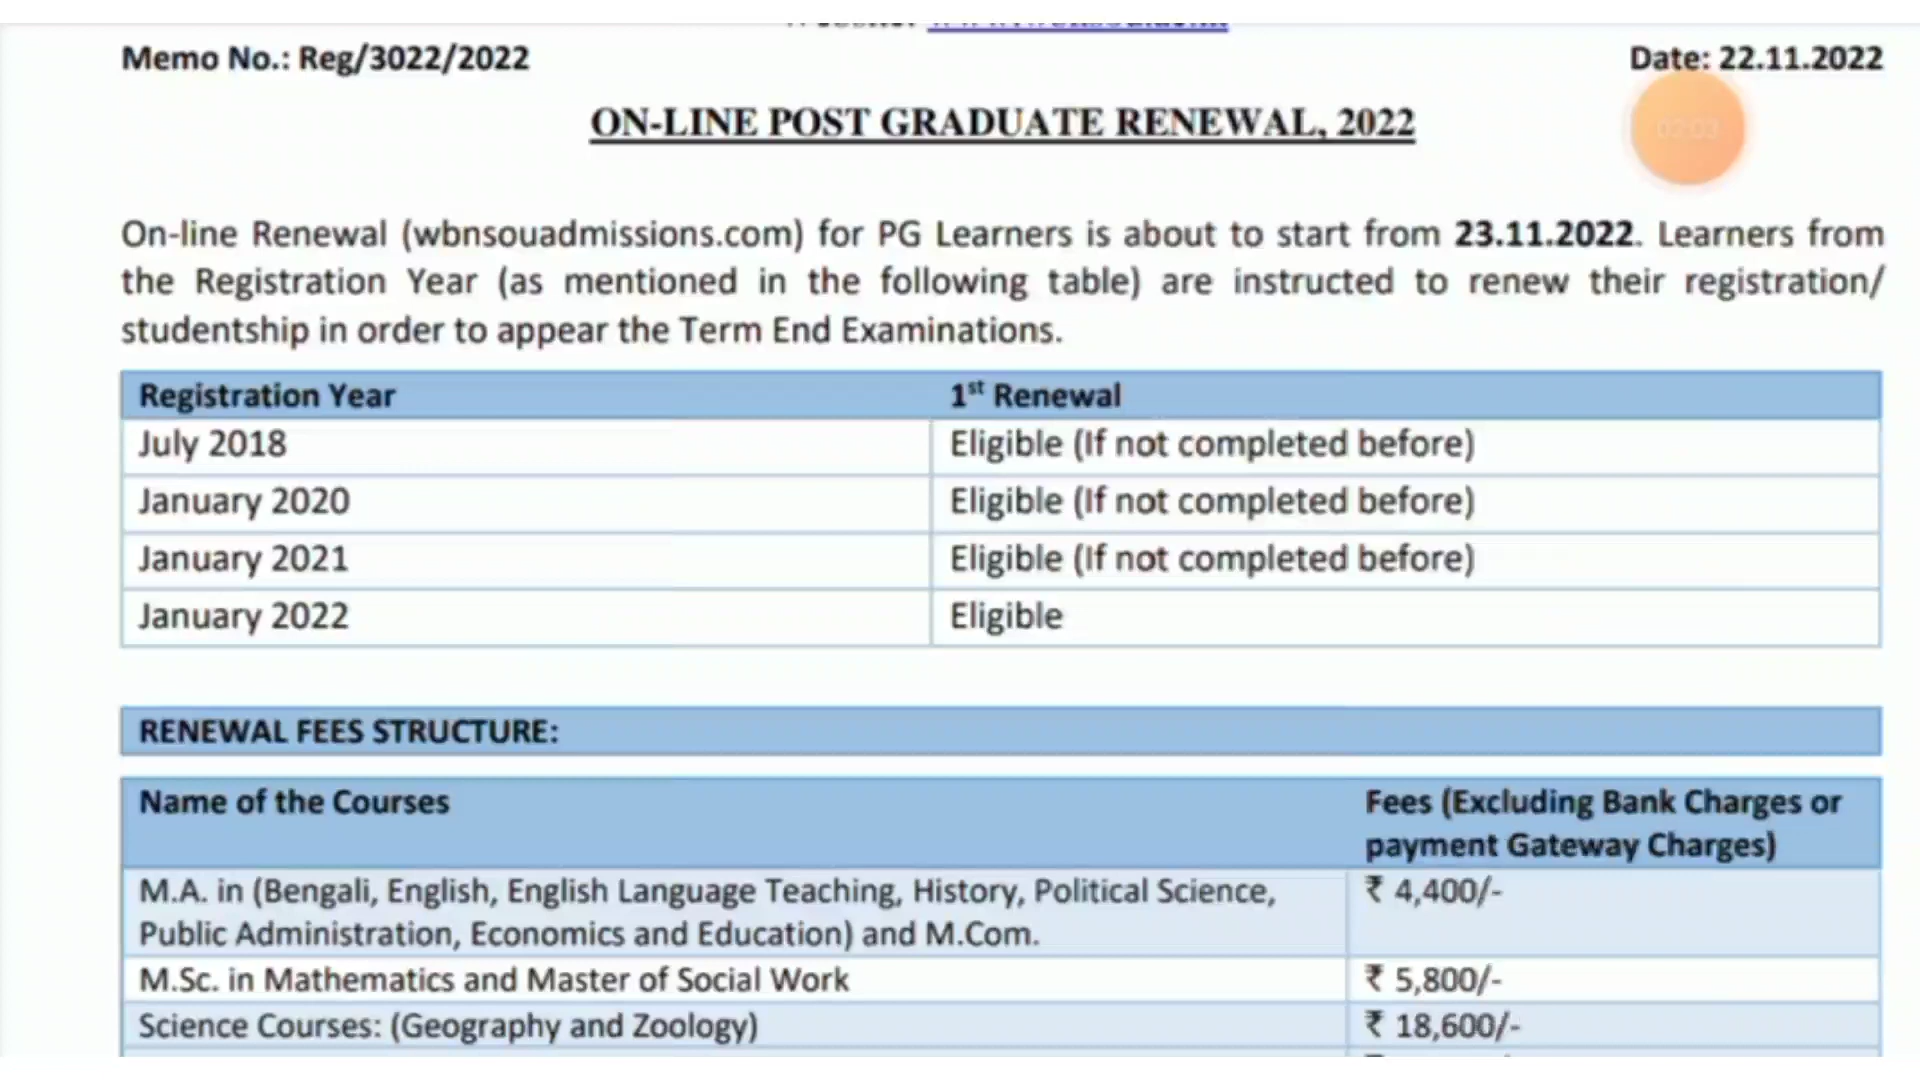 Memo No.: Reg/3022/2022 Date: 22.11.2022
ON-LINE POST GRADUATE RENEWAL, 2022
On-line Renewal (wbnsouadmissions.com) for PG Learners is about to start from 23.11.2022. Learners from
the Registration Year (as mentioned in the following table) are instructed to renew their registration/
studentship in order to appear the Term End Examinations.
Registration Year 1st Renewal
July 2018 Eligible (If not completed before)
January 2020 Eligible (If not completed before)
January 2021 Eligible (If not completed before)
January 2022 Eligible
RENEWAL FEES STRUCTURE:
Name of the Courses Fees (Excluding Bank Charges or
payment Gateway Charges)
M.A. in (Bengali, English, English Language Teaching, History, Political Science, ₹ 4,400/-
Public Administration, Economics and Education) and M.Com.
M.Sc. in Mathematics and Master of Social Work ₹ 5,800/-
Science Courses: (Geography and Zoology) ₹ 18,600/-